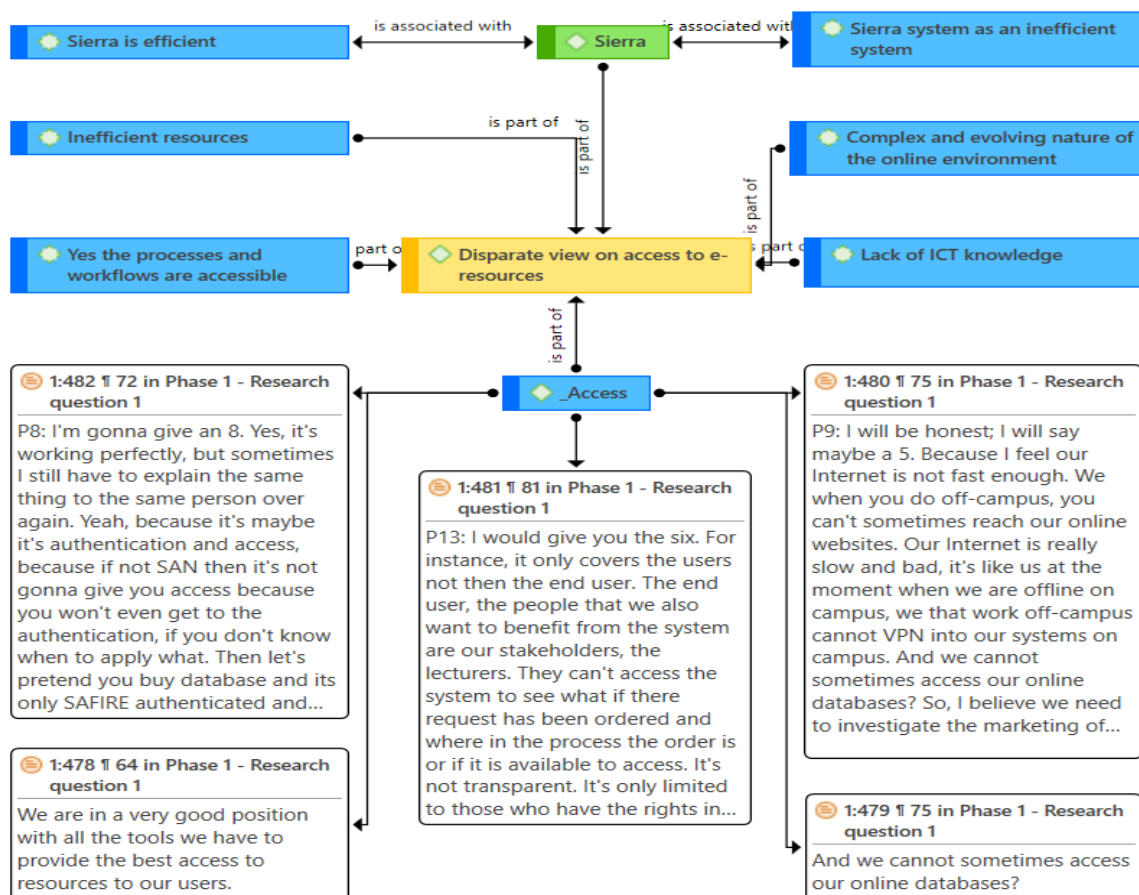 Sierra is efficient
is associated with
Sierra
is associated with
Sierra system as an inefficient
system
Inefficient resources
is part of
is part of
Complex and evolving nature of
the online environment
is part of
Yes the processes and
workflows are accessible
part of
Disparate view on access to e-
resources
is part of
Lack of ICT knowledge
is part of
_Access
1:482 ¶ 72 in Phase 1 - Research
question 1
P8: I'm gonna give an 8. Yes, it's
working perfectly, but sometimes
I still have to explain the same
thing to the same person over
again. Yeah, because it's maybe
it's authentication and access,
because if not SAN then it's not
gonna give you access because
you won't even get to the
authentication, if you don't know
when to apply what. Then let's
pretend you buy database and its
only SAFIRE authenticated and...
1:481 ¶ 81 in Phase 1 - Research
question 1
P13: I would give you the six. For
instance, it only covers the users
not then the end user. The end
user, the people that we also
want to benefit from the system
are our stakeholders, the
lecturers. They can't access the
system to see what if there
request has been ordered and
where in the process the order is
or if it is available to access. It's
not transparent. It's only limited
to those who have the rights in...
1:480 ¶ 75 in Phase 1 - Research
question 1
P9: I will be honest; I will say
maybe a 5. Because I feel our
Internet is not fast enough. We
when you do off-campus, you
can't sometimes reach our online
websites. Our Internet is really
slow and bad, it's like us at the
moment when we are offline on
campus, we that work off-campus
cannot VPN into our systems on
campus. And we cannot
sometimes access our online
databases? So, I believe we need
to investigate the marketing of...
1:478 ¶ 64 in Phase 1 - Research
question 1
We are in a very good position
with all the tools we have to
provide the best access to
resources to our users.
1:479 ¶ 75 in Phase 1 - Research
question 1
And we cannot sometimes access
our online databases?